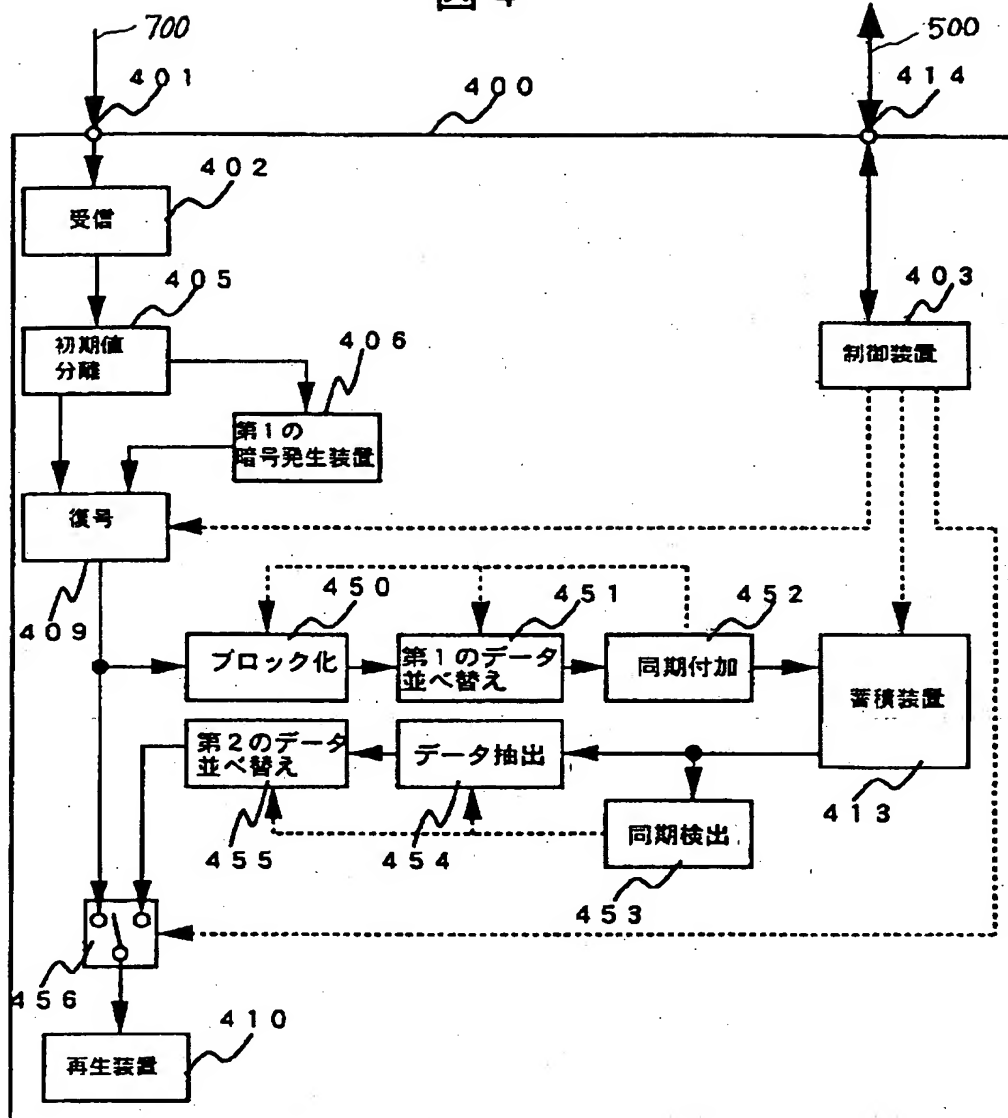 図 4
700
500
401
414
400
402
受信
405
403
初期値
分離
406
制御装置
第1の
暗号発生装置
復号
409
450
451
452
ブロック化
第1のデータ
並べ替え
同期付加
蓄積装置
第2のデータ
並べ替え
データ抽出
413
同期検出
455
454
453
456
410
再生装置